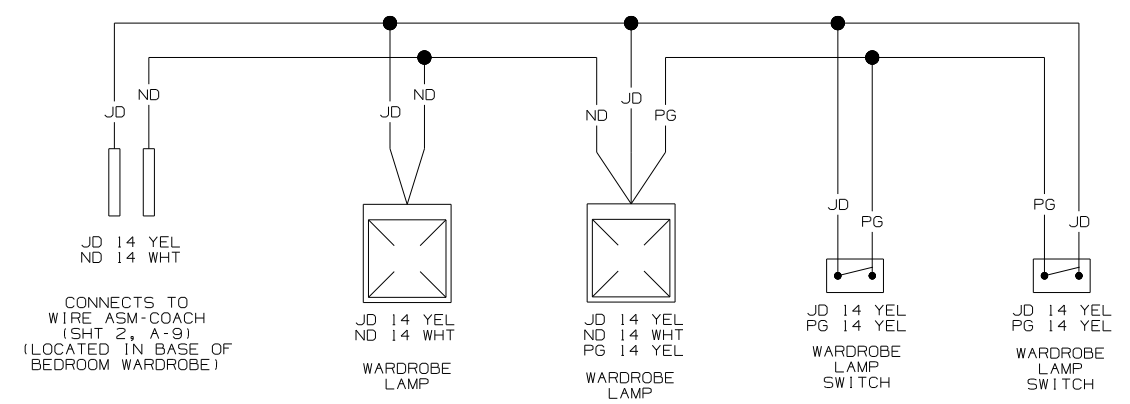 JD
ND
JD
ND
ND
JD
PG
JD
PG
PG
JD
JD 14 YEL
ND 14 WHT
CONNECTS TO
WIRE ASM-COACH
(SHT 2, A-9)
(LOCATED IN BASE OF
BEDROOM WARDROBE)
JD 14 YEL
ND 14 WHT
WARDROBE
LAMP
JD 14 YEL
ND 14 WHT
PG 14 YEL
WARDROBE
LAMP
JD 14 YEL
PG 14 YEL
WARDROBE
LAMP
SWITCH
JD 14 YEL
PG 14 YEL
WARDROBE
LAMP
SWITCH